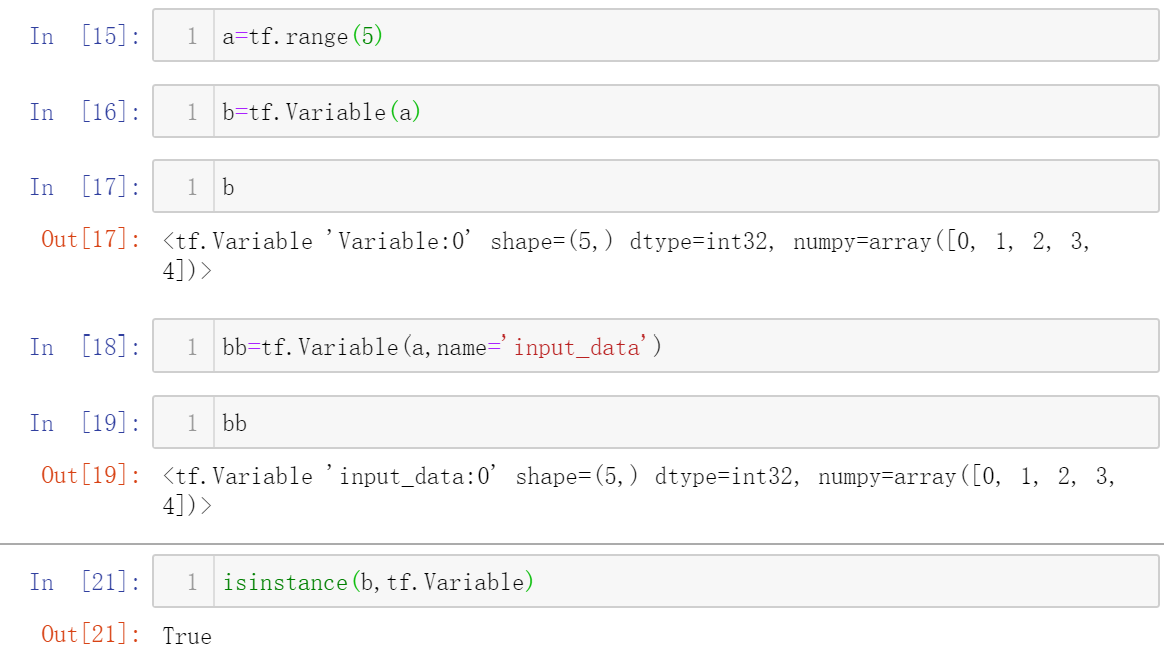 In [15]: 1 a=tf.range(5)
In [16]: 1 b=tf.Variable(a)
In [17]: 1 b
Out[17]: <tf.Variable 'Variable:0' shape=(5,) dtype=int32, numpy=array([0, 1, 2, 3,
4])>
In [18]: 1 bb=tf.Variable(a,name='input_data')
In [19]: 1 bb
Out[19]: <tf.Variable 'input_data:0' shape=(5,) dtype=int32, numpy=array([0, 1, 2, 3,
4])>
In [21]: 1 isinstance(b,tf.Variable)
Out[21]: True